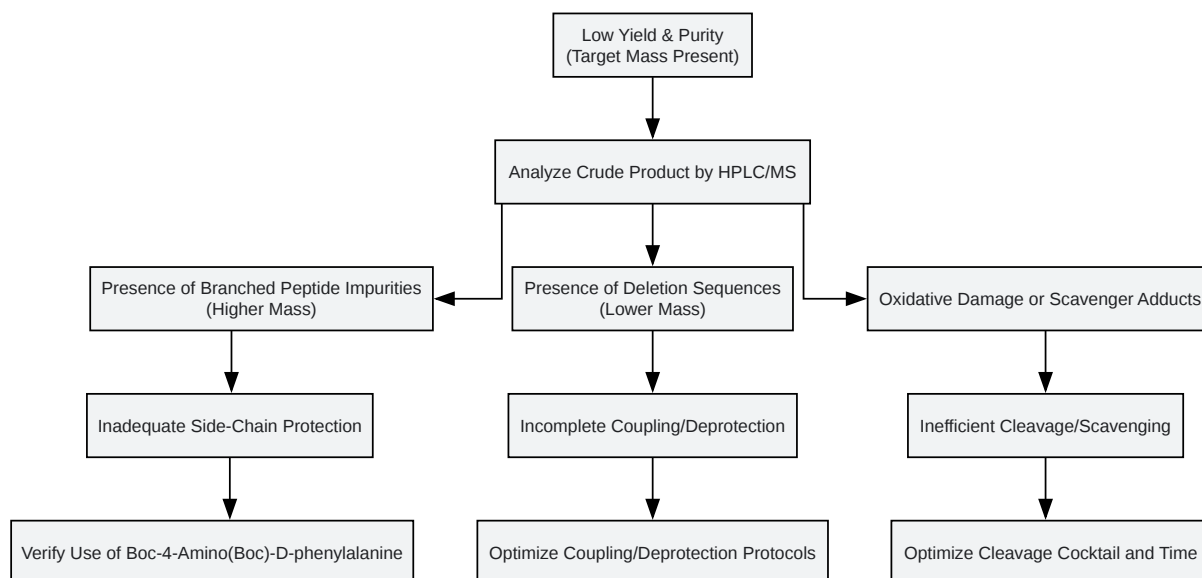 Low Yield & Purity
(Target Mass Present)
Analyze Crude Product by HPLC/MS
Presence of Branched Peptide Impurities
(Higher Mass)
Presence of Deletion Sequences
(Lower Mass)
Oxidative Damage or Scavenger Adducts
Inadequate Side-Chain Protection
Incomplete Coupling/Deprotection
Inefficient Cleavage/Scavenging
Verify Use of Boc-4-Amino(Boc)-D-phenylalanine
Optimize Coupling/Deprotection Protocols
Optimize Cleavage Cocktail and Time